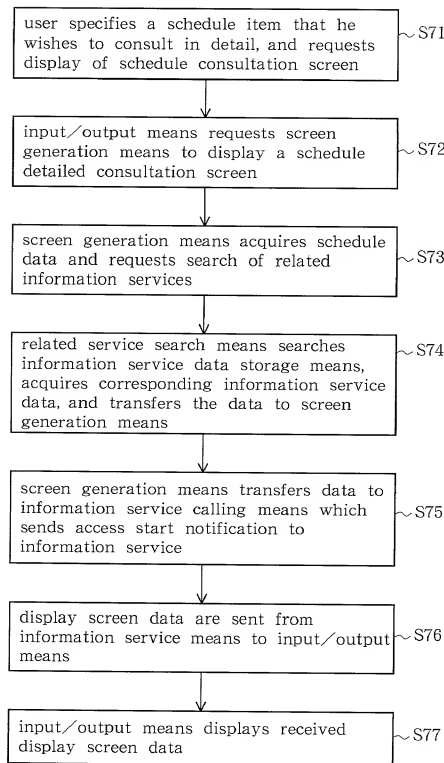 user specifies a schedule item that he
wishes to consult in detail, and requests
display of schedule consultation screen
S71
input/output means requests screen
generation means to display a schedule
detailed consultation screen
S72
screen generation means acquires schedule
data and requests search of related
information services
S73
related service search means searches
information service data storage means,
acquires corresponding information service
data, and transfers the data to screen
generation means
S74
screen generation means transfers data to
information service calling means which
sends access start notification to
information service
S75
display screen data are sent from
information service means to input/output
means
S76
input/output means displays received
display screen data
S77